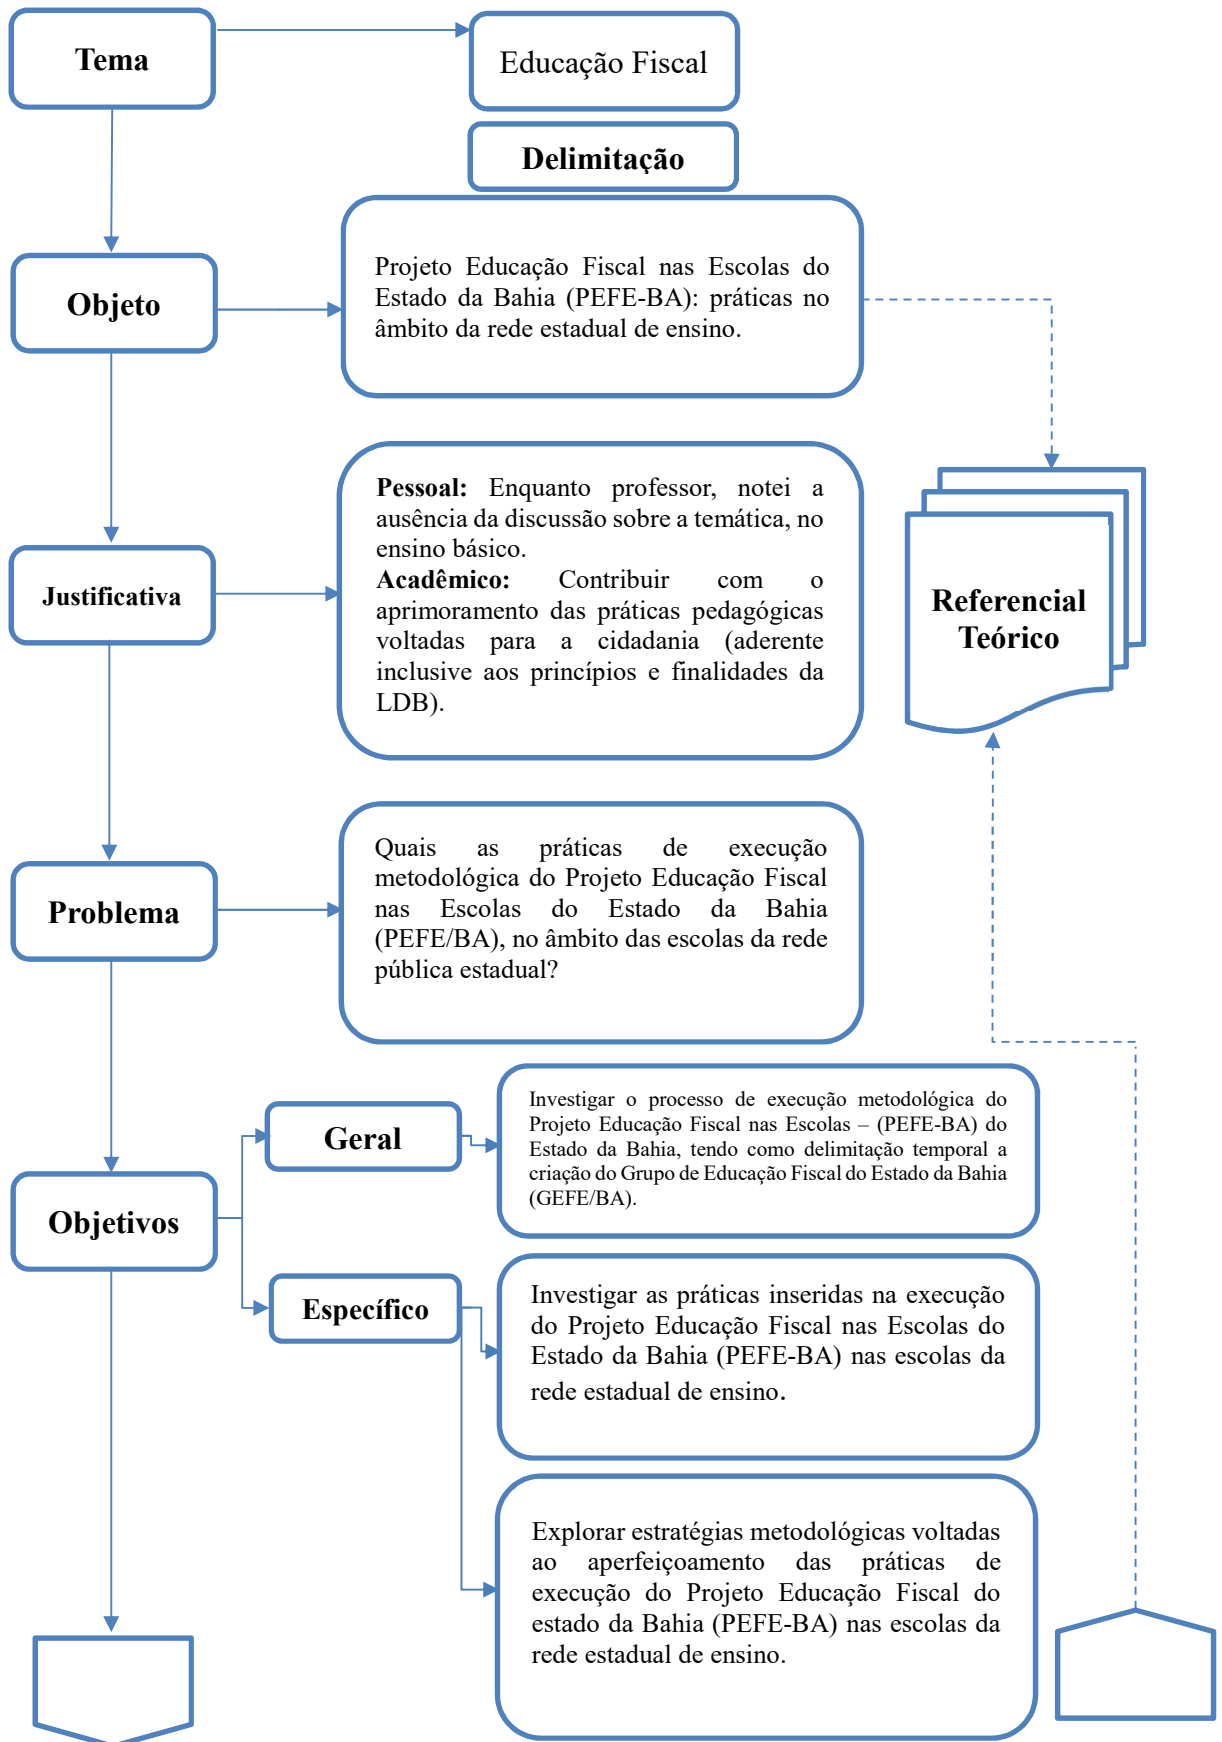 Tema
Educação Fiscal
Delimitação
Objeto
Projeto Educação Fiscal nas Escolas do
Estado da Bahia (PEFE-BA): práticas no
âmbito da rede estadual de ensino.
Justificativa
Pessoal: Enquanto professor, notei a
ausência da discussão sobre a temática, no
ensino básico.
Acadêmico: Contribuir com o
aprimoramento das práticas pedagógicas
voltadas para a cidadania (aderente
inclusive aos princípios e finalidades da
LDB).
Referencial
Teórico
Problema
Quais as práticas de execução
metodológica do Projeto Educação Fiscal
nas Escolas do Estado da Bahia
(PEFE/BA), no âmbito das escolas da rede
pública estadual?
Objetivos
Geral
Investigar o processo de execução metodológica do
Projeto Educação Fiscal nas Escolas – (PEFE-BA) do
Estado da Bahia, tendo como delimitação temporal a
criação do Grupo de Educação Fiscal do Estado da Bahia
(GEFE/BA).
Específico
Investigar as práticas inseridas na execução
do Projeto Educação Fiscal nas Escolas do
Estado da Bahia (PEFE-BA) nas escolas da
rede estadual de ensino.
Explorar estratégias metodológicas voltadas
ao aperfeiçoamento das práticas de
execução do Projeto Educação Fiscal do
estado da Bahia (PEFE-BA) nas escolas da
rede estadual de ensino.